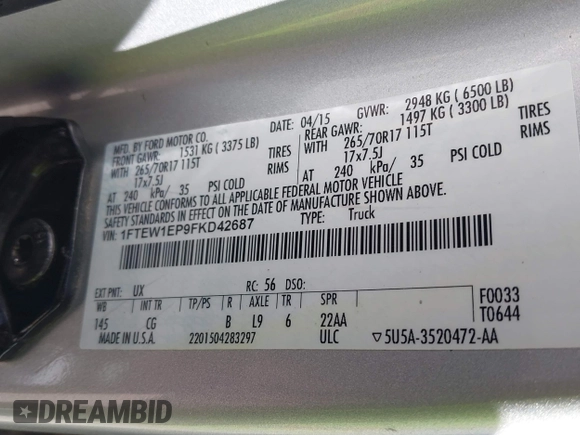 MFD. BY FORD MOTOR CO.
DATE: 04/15 GVWR: 2948 KG ( 6500 LB)
FRONT GAWR: 1531 KG ( 3375 LB) REAR GAWR: 1497 KG ( 3300 LB)
WITH 265/70R17 115T TIRES WITH 265/70R17 115T TIRES
17x7.5J RIMS 17x7.5J RIMS
AT 240 kPa/ 35 PSI COLD AT 240 kPa/ 35 PSI COLD
THIS VEHICLE CONFORMS TO ALL APPLICABLE FEDERAL MOTOR VEHICLE
SAFETY STANDARDS IN EFFECT ON THE DATE OF MANUFACTURE SHOWN ABOVE.
VIN: 1FTEW1EP9FKD42687 TYPE: Truck
EXT PNT: UX RC: 56 DSO:
WB INT TR TP/PS R AXLE TR SPR F0033
145 CG B L9 6 22AA T0644
MADE IN U.S.A. 2201504283297 ULC ▽5U5A-3520472-AA
DREAMBID